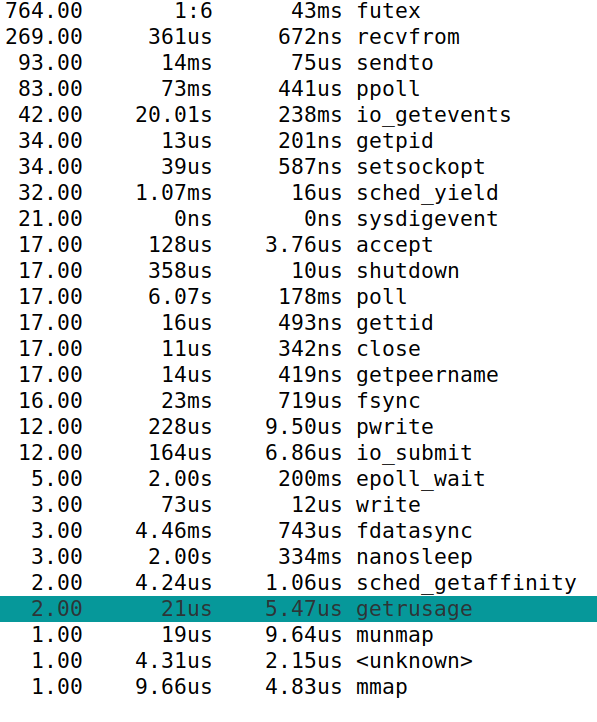 764.00 1:6 43ms futex
269.00 361us 672ns recvfrom
93.00 14ms 75us sendto
83.00 73ms 441us ppoll
42.00 20.01s 238ms io_getevents
34.00 13us 201ns getpid
34.00 39us 587ns setsockopt
32.00 1.07ms 16us sched_yield
21.00 0ns 0ns sysdigevent
17.00 128us 3.76us accept
17.00 358us 10us shutdown
17.00 6.07s 178ms poll
17.00 16us 493ns gettid
17.00 11us 342ns close
17.00 14us 419ns getpeername
16.00 23ms 719us fsync
12.00 228us 9.50us pwrite
12.00 164us 6.86us io_submit
5.00 2.00s 200ms epoll_wait
3.00 73us 12us write
3.00 4.46ms 743us fdatasync
3.00 2.00s 334ms nanosleep
2.00 4.24us 1.06us sched_getaffinity
2.00 21us 5.47us getrusage
1.00 19us 9.64us munmap
1.00 4.31us 2.15us <unknown>
1.00 9.66us 4.83us mmap